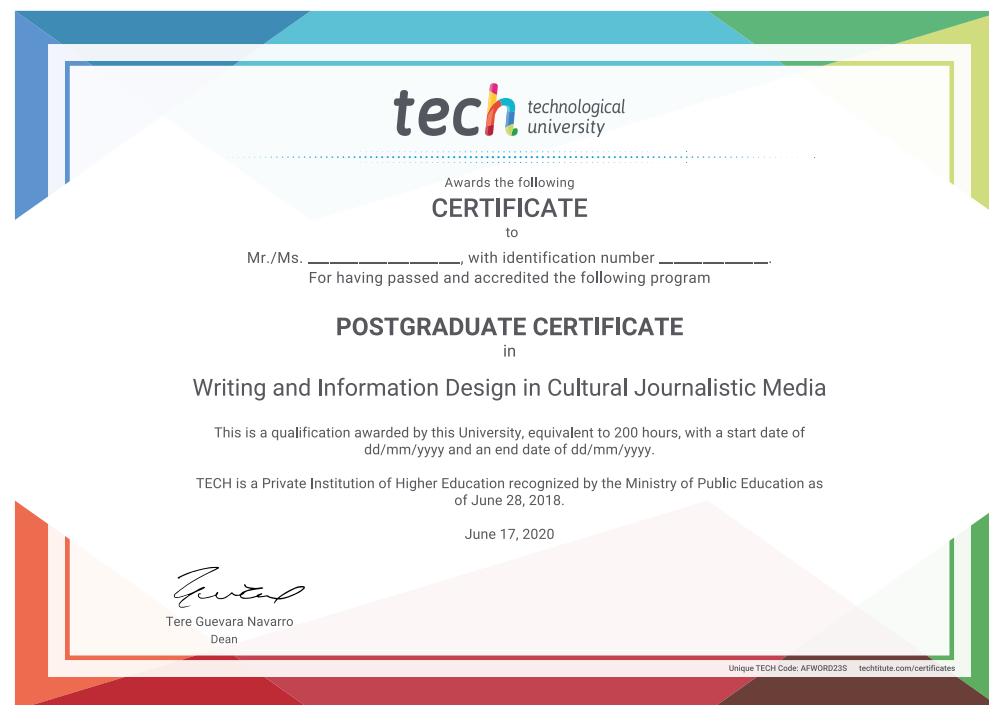 tech technological
university
Awards the following
CERTIFICATE
to
Mr./Ms. ____________________, with identification number ______________.
For having passed and accredited the following program
POSTGRADUATE CERTIFICATE
in
Writing and Information Design in Cultural Journalistic Media
This is a qualification awarded by this University, equivalent to 200 hours, with a start date of
dd/mm/yyyy and an end date of dd/mm/yyyy.
TECH is a Private Institution of Higher Education recognized by the Ministry of Public Education as
of June 28, 2018.
June 17, 2020
Tere Guevara Navarro
Dean
Unique TECH Code: AFWORD23S techtitute.com/certificates